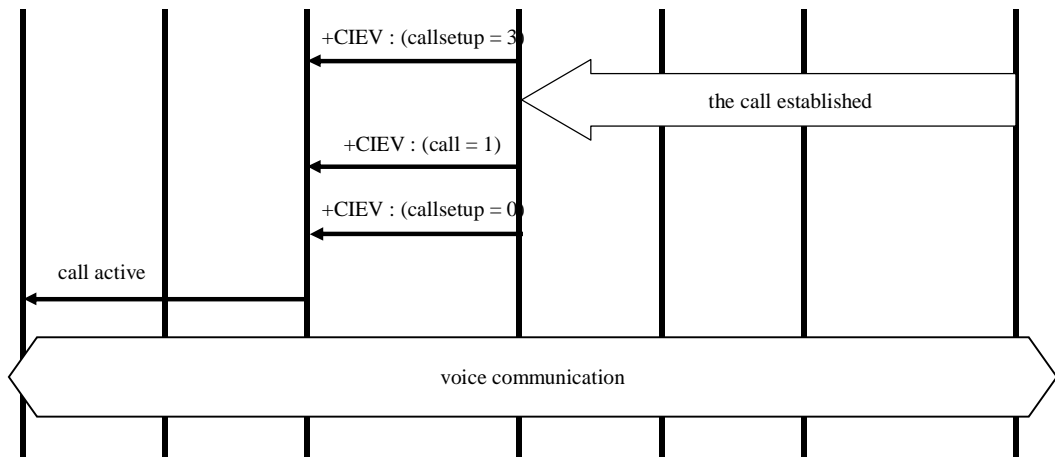 +CIEV : (callsetup = 3)
the call established
+CIEV : (call = 1)
+CIEV : (callsetup = 0)
call active
voice communication